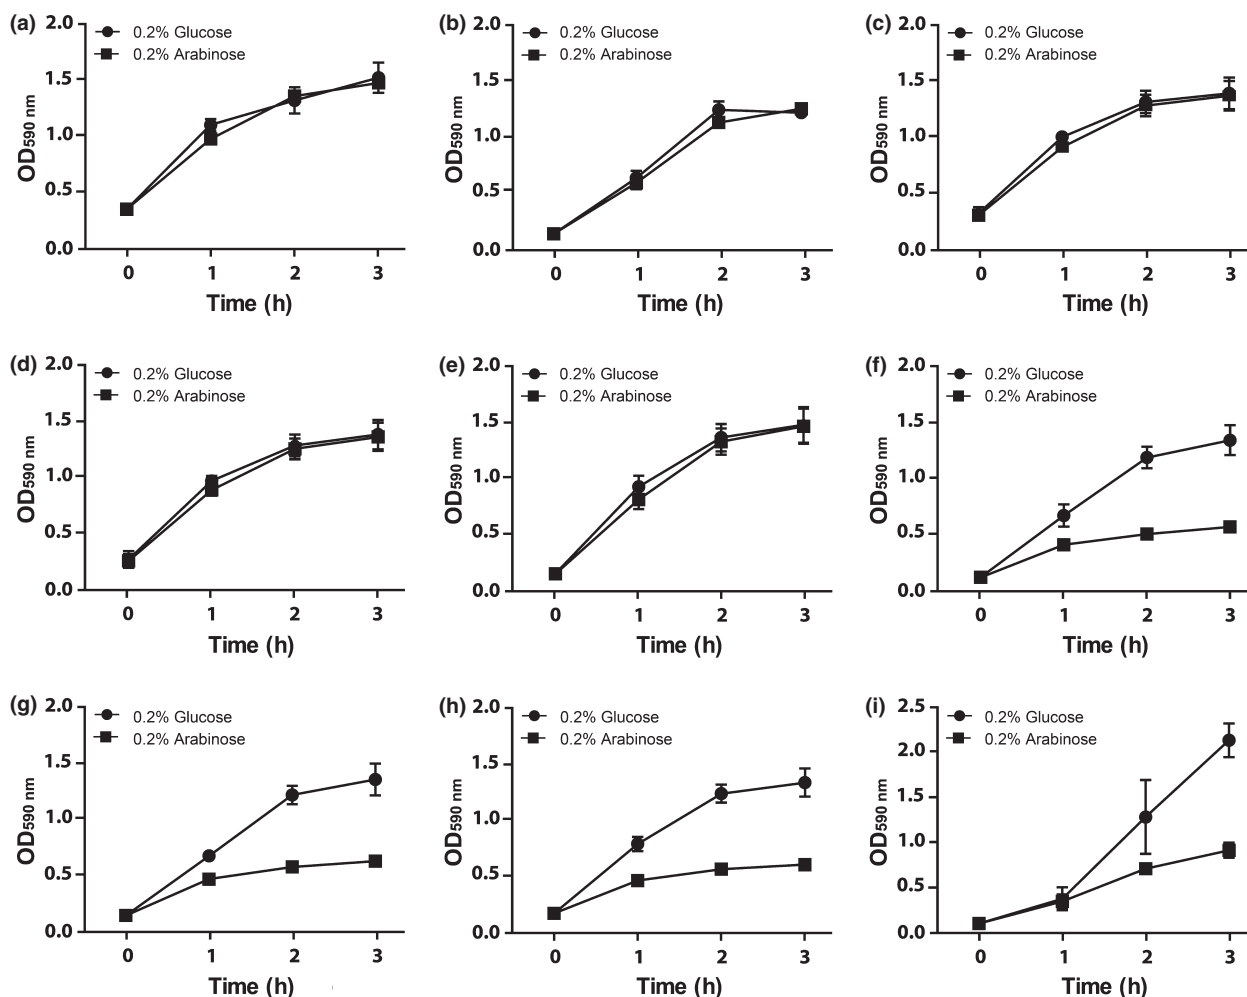 (a)
2.0
0.2% Glucose
0.2% Arabinose
1.5
1.0
0.5
0.0
OD590 nm
0 1 2 3
Time (h)
(b)
2.0
0.2% Glucose
0.2% Arabinose
1.5
1.0
0.5
0.0
OD590 nm
0 1 2 3
Time (h)
(c)
2.0
0.2% Glucose
0.2% Arabinose
1.5
1.0
0.5
0.0
OD590 nm
0 1 2 3
Time (h)
(d)
2.0
0.2% Glucose
0.2% Arabinose
1.5
1.0
0.5
0.0
OD590 nm
0 1 2 3
Time (h)
(e)
2.0
0.2% Glucose
0.2% Arabinose
1.5
1.0
0.5
0.0
OD590 nm
0 1 2 3
Time (h)
(f)
2.0
0.2% Glucose
0.2% Arabinose
1.5
1.0
0.5
0.0
OD590 nm
0 1 2 3
Time (h)
(g)
2.0
0.2% Glucose
0.2% Arabinose
1.5
1.0
0.5
0.0
OD590 nm
0 1 2 3
Time (h)
(h)
2.0
0.2% Glucose
0.2% Arabinose
1.5
1.0
0.5
0.0
OD590 nm
0 1 2 3
Time (h)
(i)
2.5
0.2% Glucose
0.2% Arabinose
2.0
1.5
1.0
0.5
0.0
OD590 nm
0 1 2 3
Time (h)